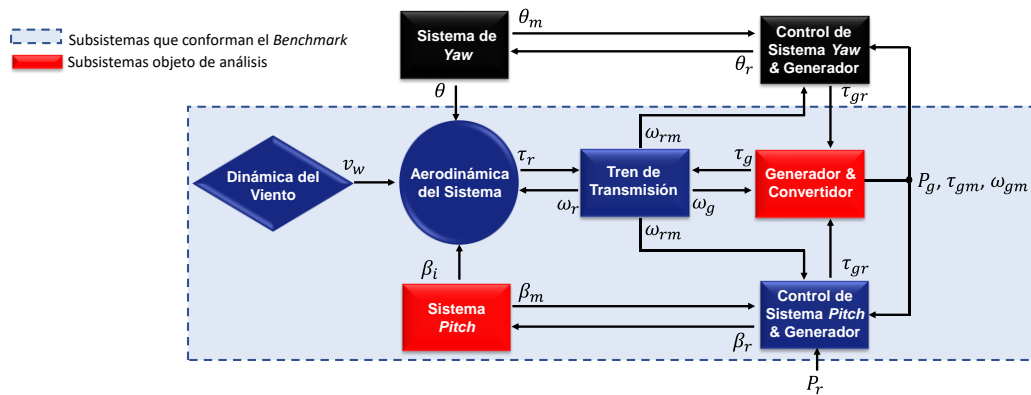 Subsistemas que conforman el Benchmark
Subsistemas objeto de análisis
Sistema de
Yaw
θm
θr
Control de
Sistema Yaw
& Generador
θ
τgr
ωrm
Dinámica del
Viento
vw
Aerodinámica
del Sistema
τr
ωr
Tren de
Transmisión
τg
ωg
Generador &
Convertidor
Pg, τgm, ωgm
ωrm
τgr
βi
Sistema
Pitch
βm
βr
Control de
Sistema Pitch
& Generador
Pr